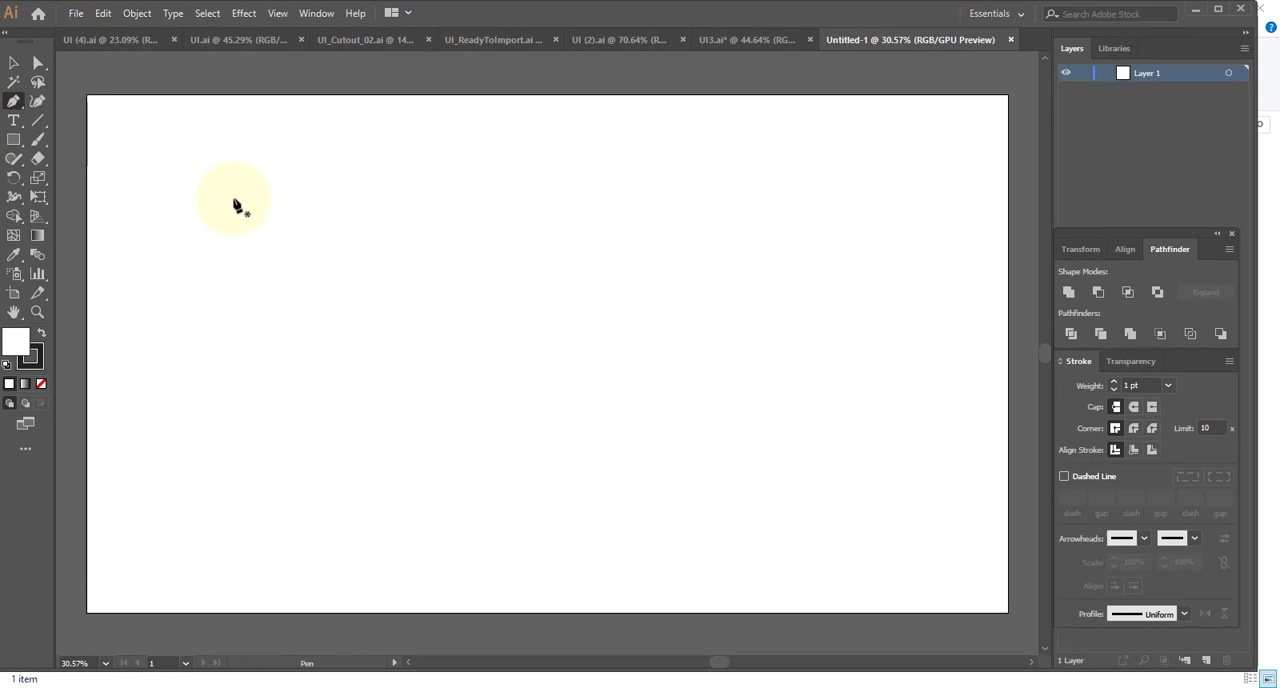 Ai File Edit Object Type Select Effect View Window Help Essentials Search Adobe Stock
UI (4).ai @ 23.09% (R... UI.ai @ 45.29% (RGB/... UI_Cutout_02.ai @ 14... UI_ReadyToImport.ai ... UI (2).ai @ 70.64% (R... UI3.ai* @ 44.64% (RG... Untitled-1 @ 30.57% (RGB/GPU Preview)
Layers Libraries
Layer 1
Transform Align Pathfinder
Shape Modes:
Expand
Pathfinders:
Stroke Transparency
Weight: 1 pt
Cap:
Corner: Limit: 10 x
Align Stroke:
Dashed Line
dash gap dash gap dash gap
Arrowheads:
Scale: 100% 100%
Align:
Profile: Uniform
30.57% 1 Pen 1 Layer
1 item